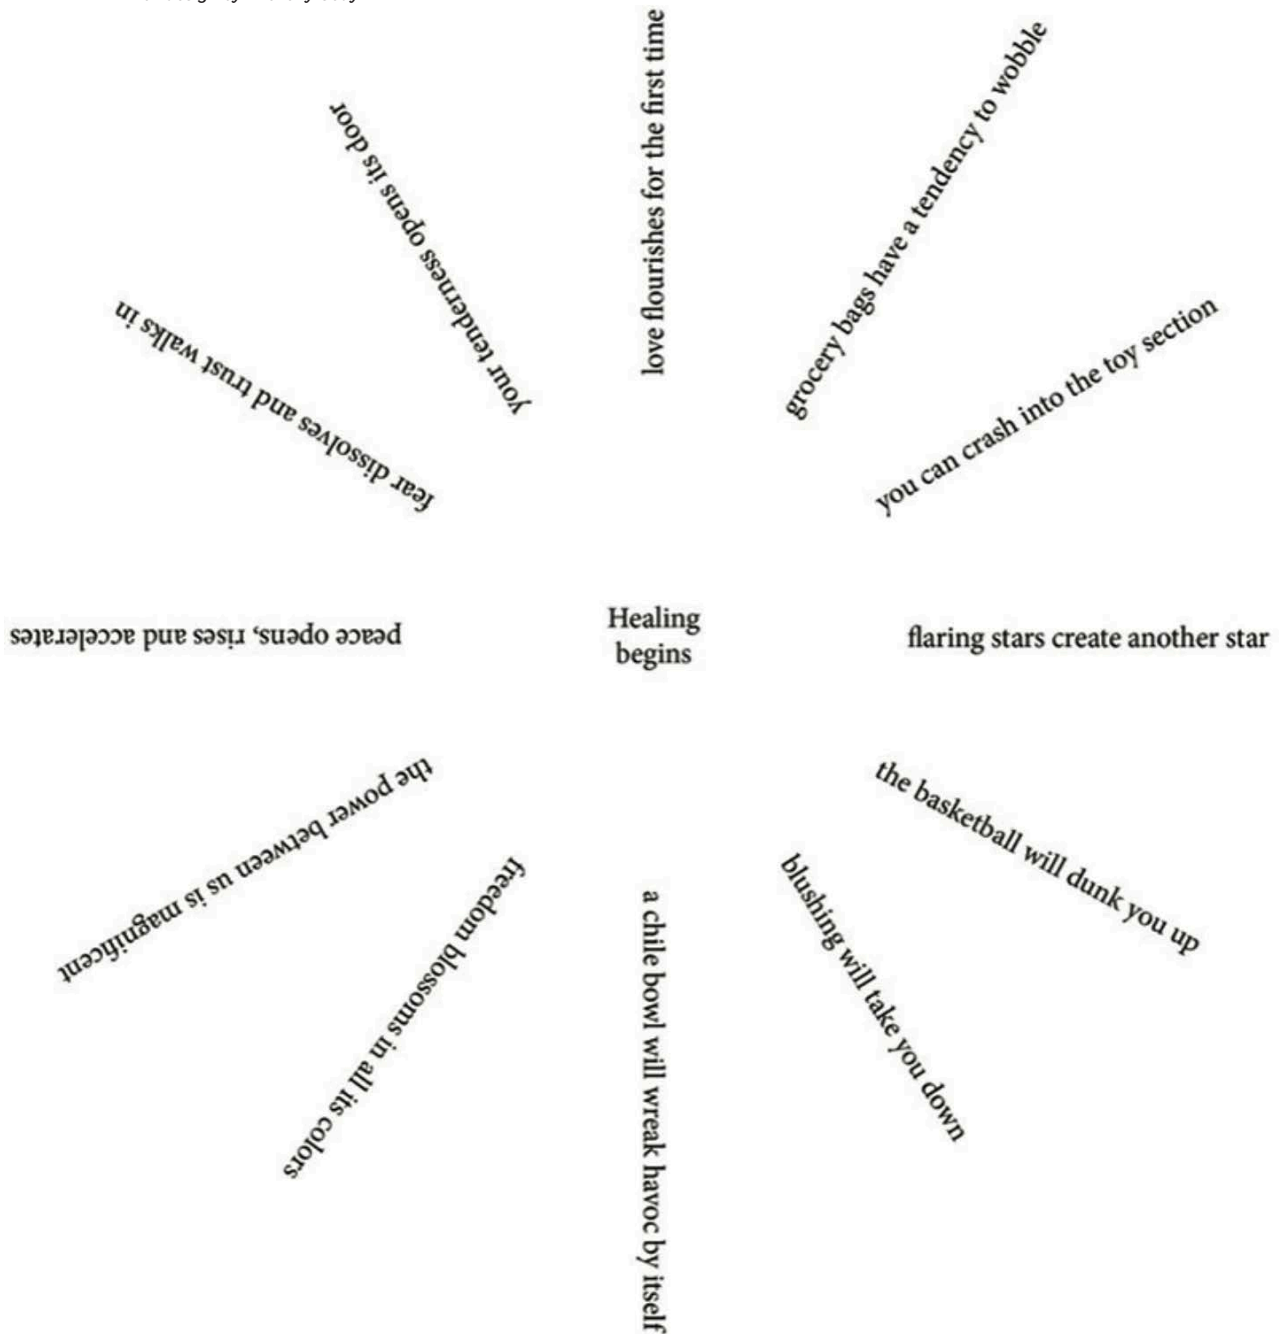 love flourishes for the first time
grocery bags have a tendency to wobble
you can crash into the toy section
flaring stars create another star
the basketball will dunk you up
blushing will take you down
a chile bowl will wreak havoc by itself
freedom blossoms in all its colors
the power between us is magnificent
peace opens, rises and accelerates
fear dissolves and trust walks in
your tenderness opens its door
Healing
begins